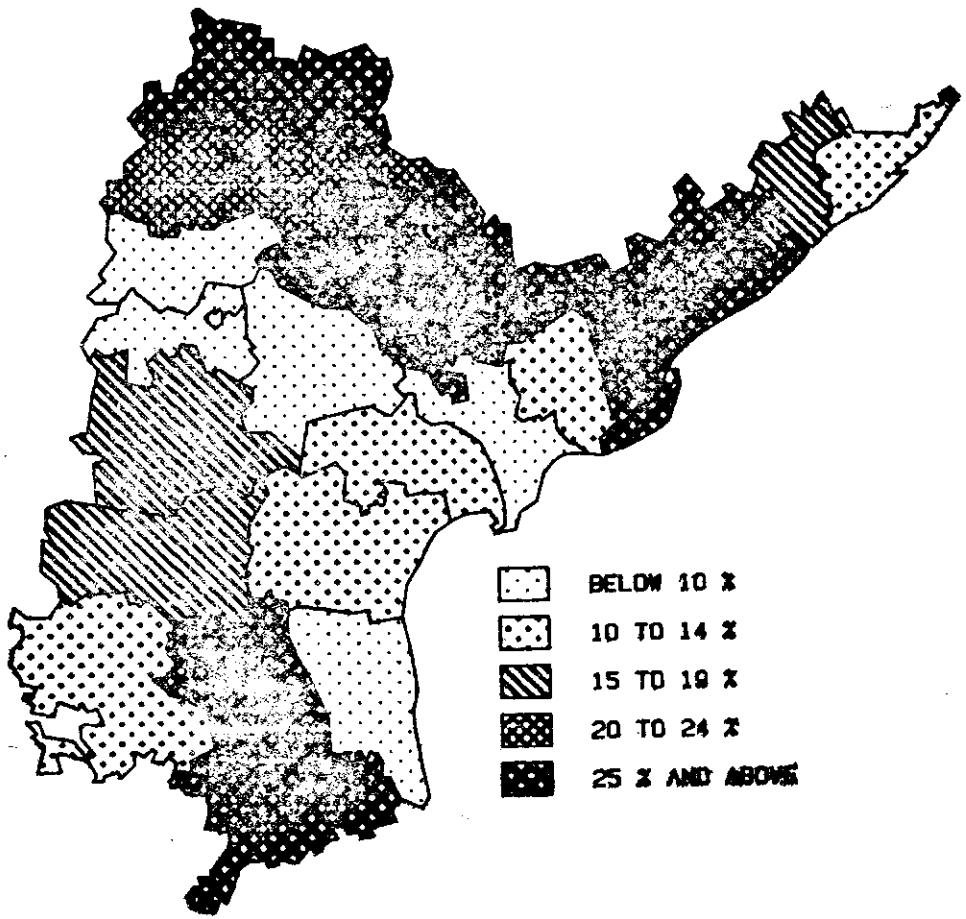 BELOW 10 %
10 TO 14 %
15 TO 19 %
20 TO 24 %
25 % AND ABOVE